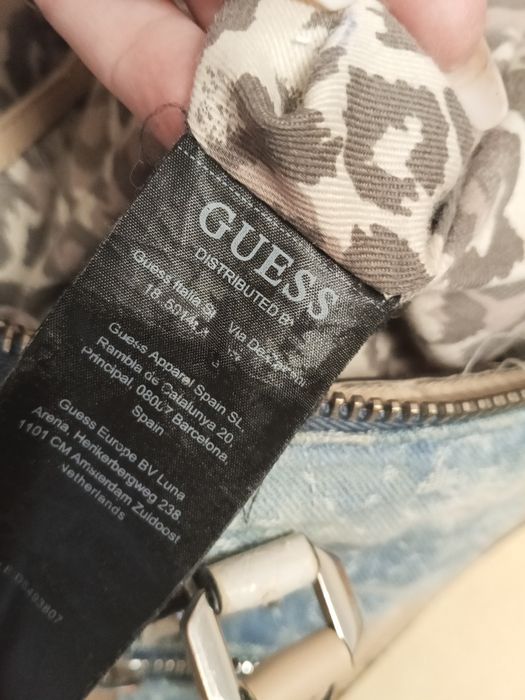 GUESS
DISTRIBUTED BY
Guess Italia
Via
Guess Apparel Spain SL,
Rambla de Catalunya 20,
Principal, 08007 Barcelona,
Spain
Guess Europe BV Luna
Arena, Herikerbergweg 238,
1101 CM Amsterdam Zuidoost
Netherlands